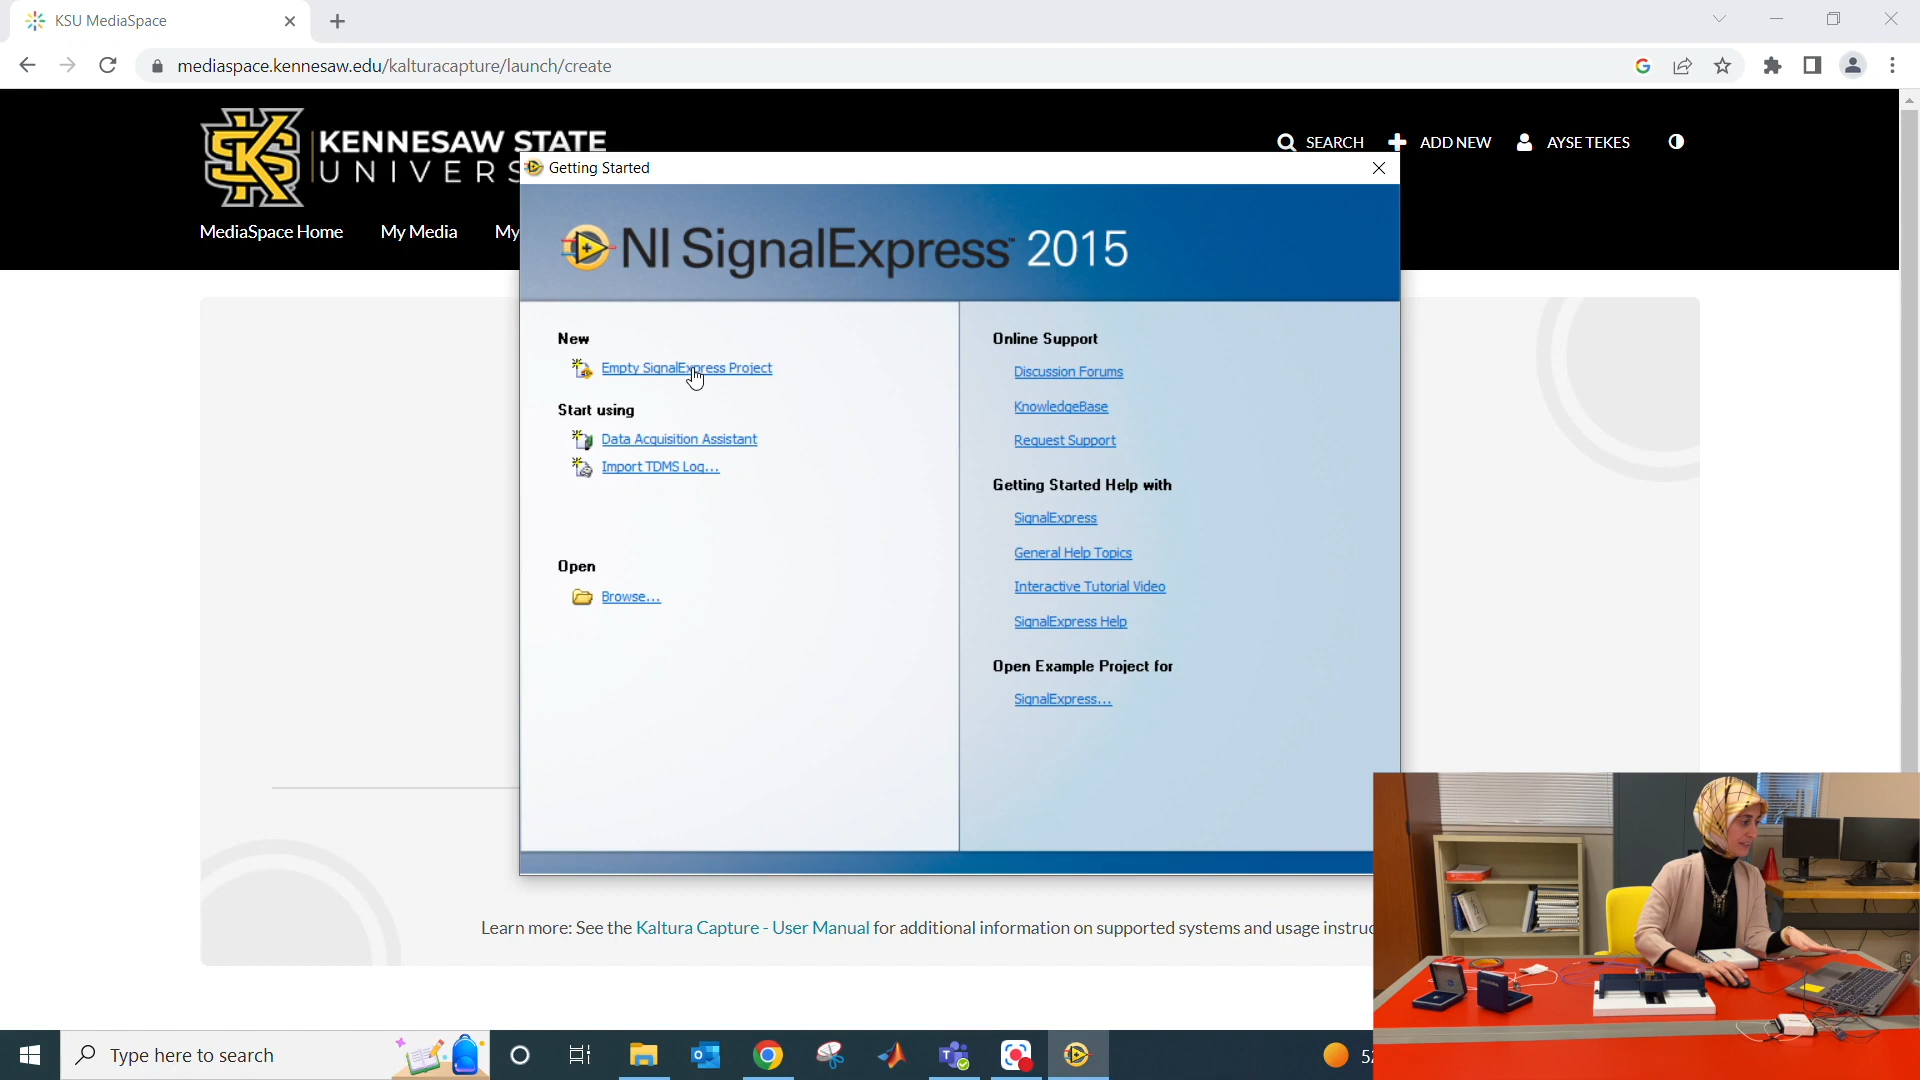 KSU MediaSpace
mediaspace.kennesaw.edu/kalturacapture/launch/create
KENNESAW STATE
UNIVERS
SEARCH
ADD NEW
AYSE TEKES
MediaSpace Home
My Media
My
Getting Started
NI SignalExpress™ 2015
New
Empty SignalExpress Project
Start using
Data Acquisition Assistant
Import TDMS Log...
Open
Browse...
Online Support
Discussion Forums
KnowledgeBase
Request Support
Getting Started Help with
SignalExpress
General Help Topics
Interactive Tutorial Video
SignalExpress Help
Open Example Project for
SignalExpress...
Learn more: See the Kaltura Capture - User Manual for additional information on supported systems and usage instruc
Type here to search
52